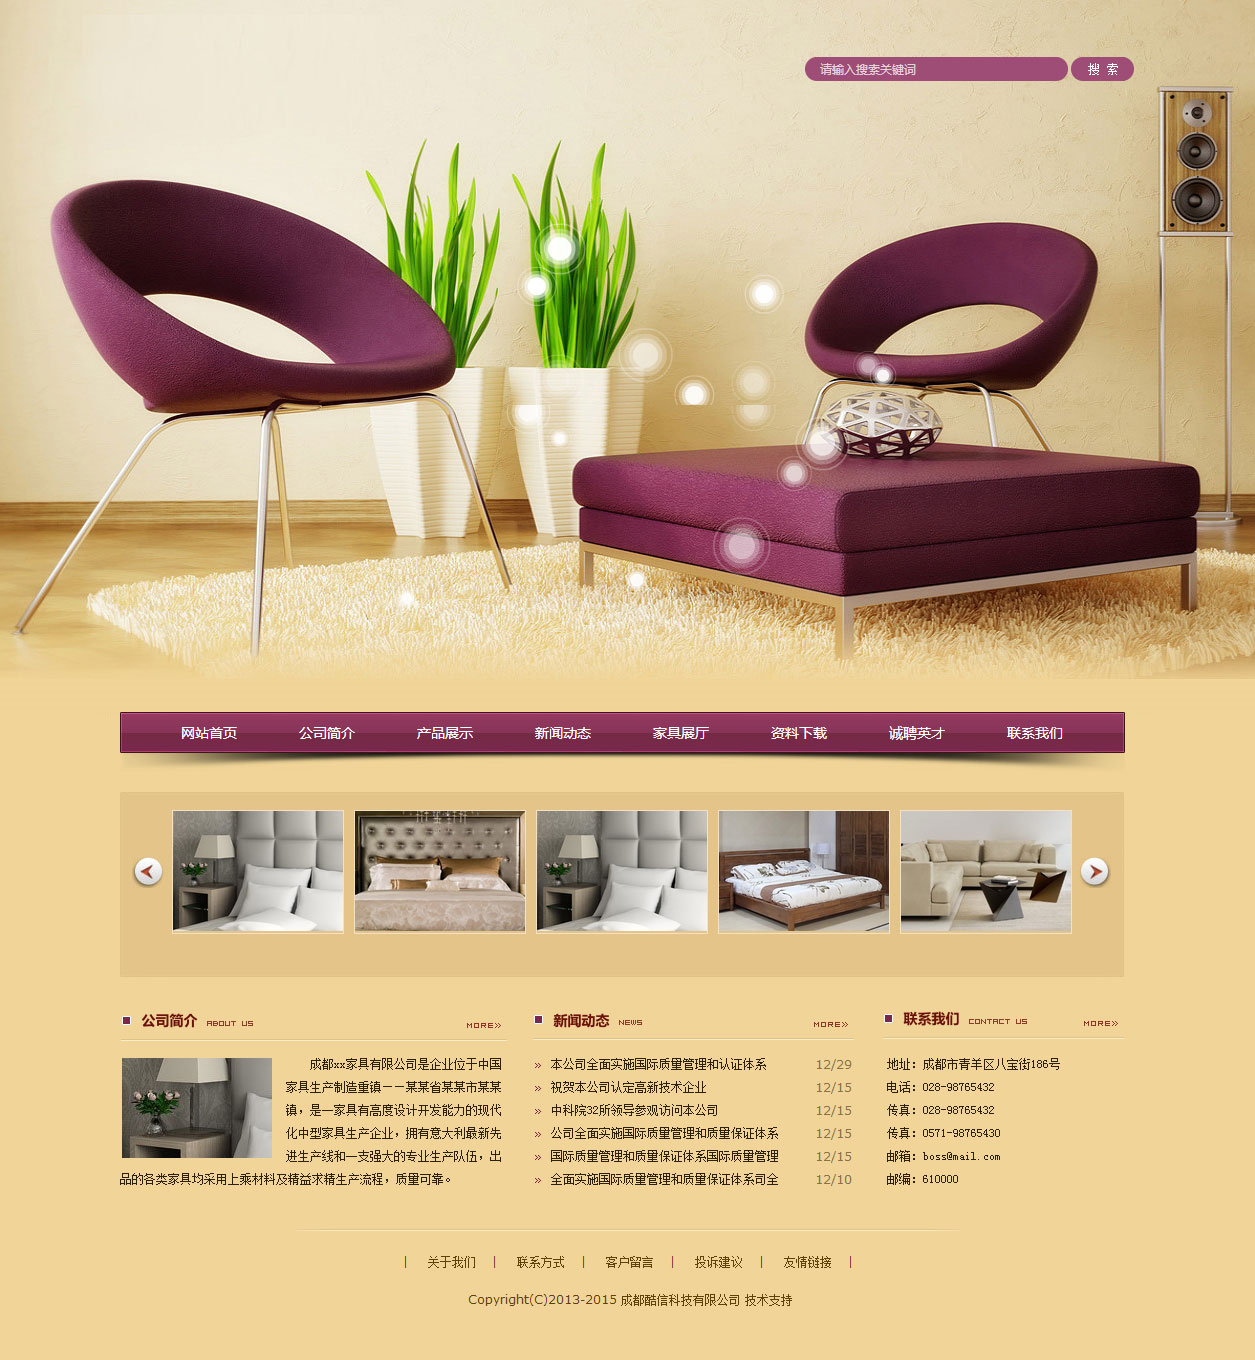 请输入搜索关键词 搜 索
网站首页 公司简介 产品展示 新闻动态 家具展厅 资料下载 诚聘英才 联系我们
公司简介 ABOUT US MORE»
成都xx家具有限公司是企业位于中国
家具生产制造重镇－－某某省某某市某某
镇，是一家具有高度设计开发能力的现代
化中型家具生产企业，拥有意大利最新先
进生产线和一支强大的专业生产队伍，出
品的各类家具均采用上乘材料及精益求精生产流程，质量可靠。
新闻动态 NEWS MORE»
» 本公司全面实施国际质量管理和认证体系 12/29
» 祝贺本公司认定高新技术企业 12/15
» 中科院32所领导参观访问本公司 12/15
» 公司全面实施国际质量管理和质量保证体系 12/15
» 国际质量管理和质量保证体系国际质量管理 12/15
» 全面实施国际质量管理和质量保证体系司全 12/10
联系我们 CONTACT US MORE»
地址：成都市青羊区八宝街186号
电话：028-98765432
传真：028-98765432
传真：0571-98765430
邮箱：boss@mail.com
邮编：610000
| 关于我们 | 联系方式 | 客户留言 | 投诉建议 | 友情链接 |
Copyright(C)2013-2015 成都酷信科技有限公司 技术支持